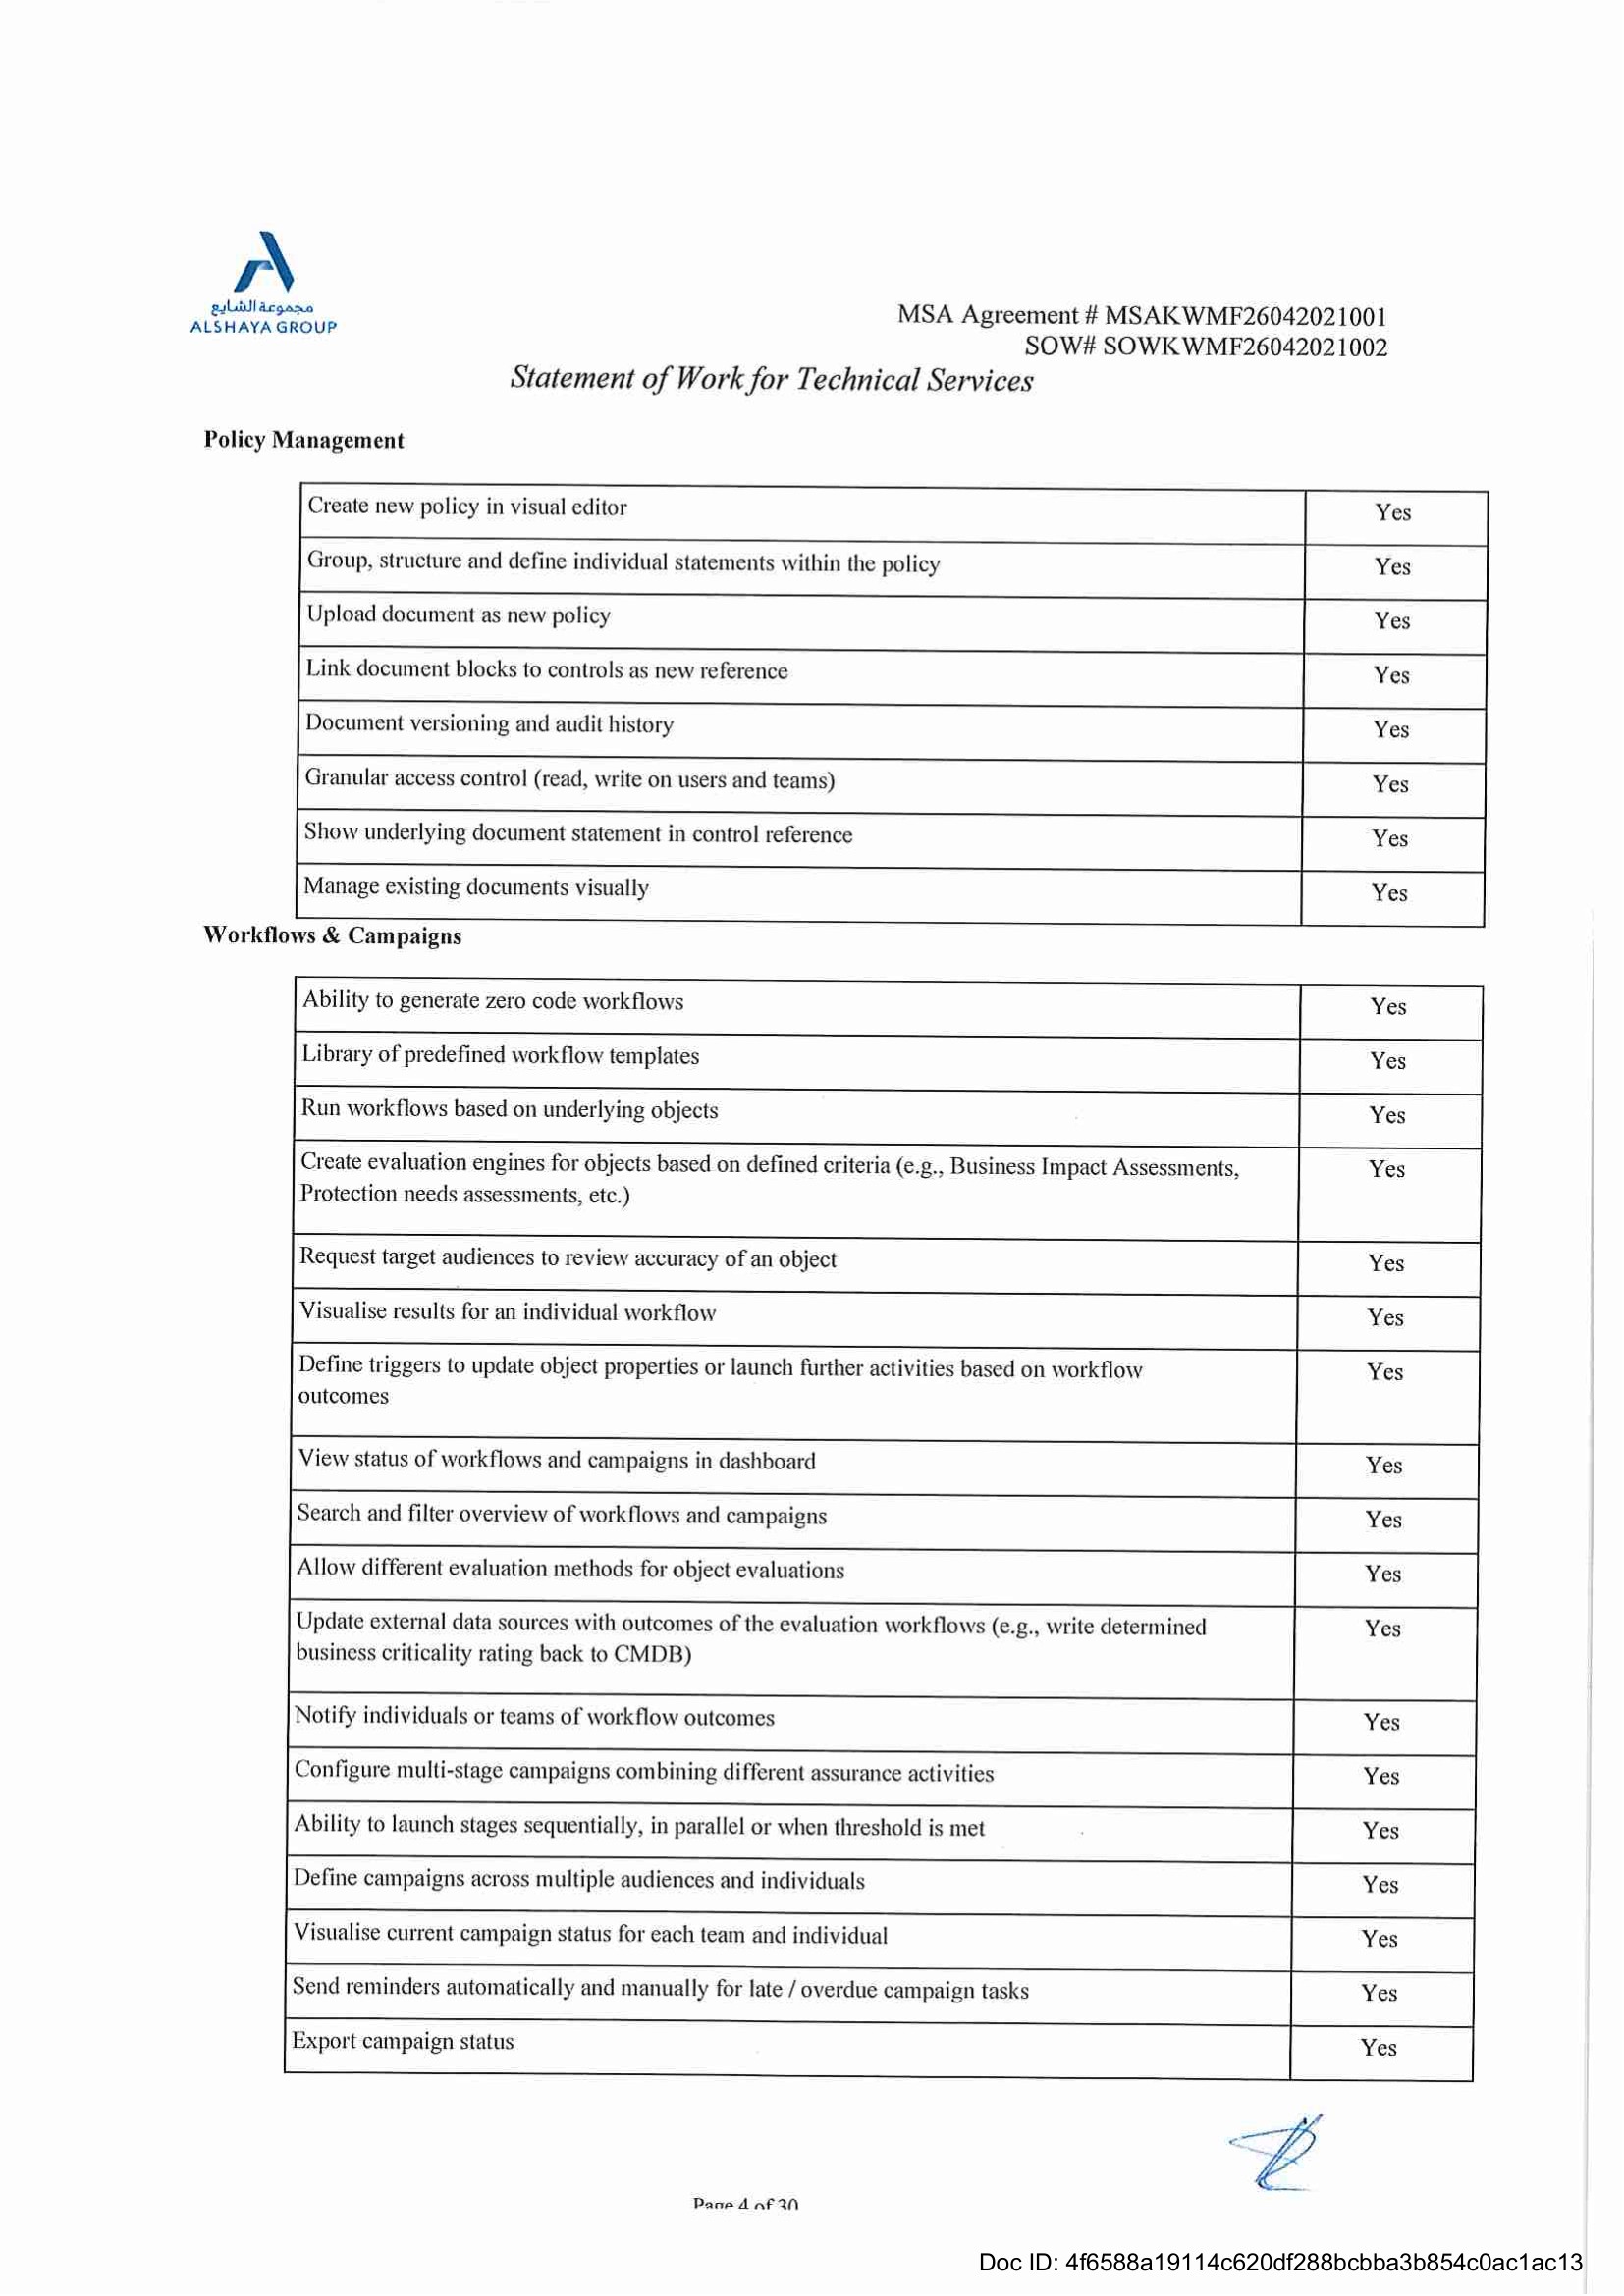 مجموعة الشايع
ALSHAYA GROUP
MSA Agreement # MSAKWMF26042021001
SOW# SOWKWMF26042021002
Statement of Work for Technical Services
Policy Management
Create new policy in visual editor Yes
Group, structure and define individual statements within the policy Yes
Upload document as new policy Yes
Link document blocks to controls as new reference Yes
Document versioning and audit history Yes
Granular access control (read, write on users and teams) Yes
Show underlying document statement in control reference Yes
Manage existing documents visually Yes
Workflows & Campaigns
Ability to generate zero code workflows Yes
Library of predefined workflow templates Yes
Run workflows based on underlying objects Yes
Create evaluation engines for objects based on defined criteria (e.g., Business Impact Assessments, Yes
Protection needs assessments, etc.)
Request target audiences to review accuracy of an object Yes
Visualise results for an individual workflow Yes
Define triggers to update object properties or launch further activities based on workflow Yes
outcomes
View status of workflows and campaigns in dashboard Yes
Search and filter overview of workflows and campaigns Yes
Allow different evaluation methods for object evaluations Yes
Update external data sources with outcomes of the evaluation workflows (e.g., write determined Yes
business criticality rating back to CMDB)
Notify individuals or teams of workflow outcomes Yes
Configure multi-stage campaigns combining different assurance activities Yes
Ability to launch stages sequentially, in parallel or when threshold is met Yes
Define campaigns across multiple audiences and individuals Yes
Visualise current campaign status for each team and individual Yes
Send reminders automatically and manually for late / overdue campaign tasks Yes
Export campaign status Yes
Page 4 of 30
Doc ID: 4f6588a19114c620df288bcbba3b854c0ac1ac13